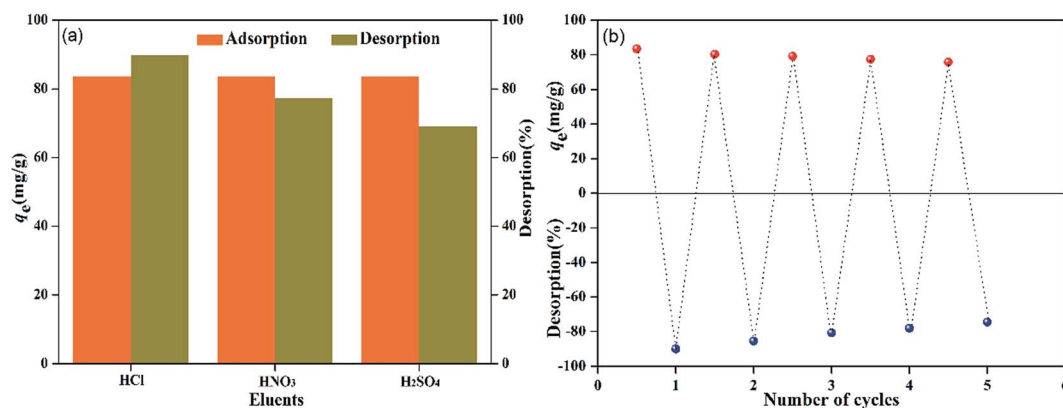 (a)
Adsorption Desorption
100
80
60
40
20
0
qe(mg/g)
100
80
60
40
20
0
Desorption(%)
HCl HNO3 H2SO4
Eluents
(b)
100
80
60
40
20
0
-20
-40
-60
-80
-100
qe(mg/g)
Desorption(%)
0 1 2 3 4 5 6
Number of cycles